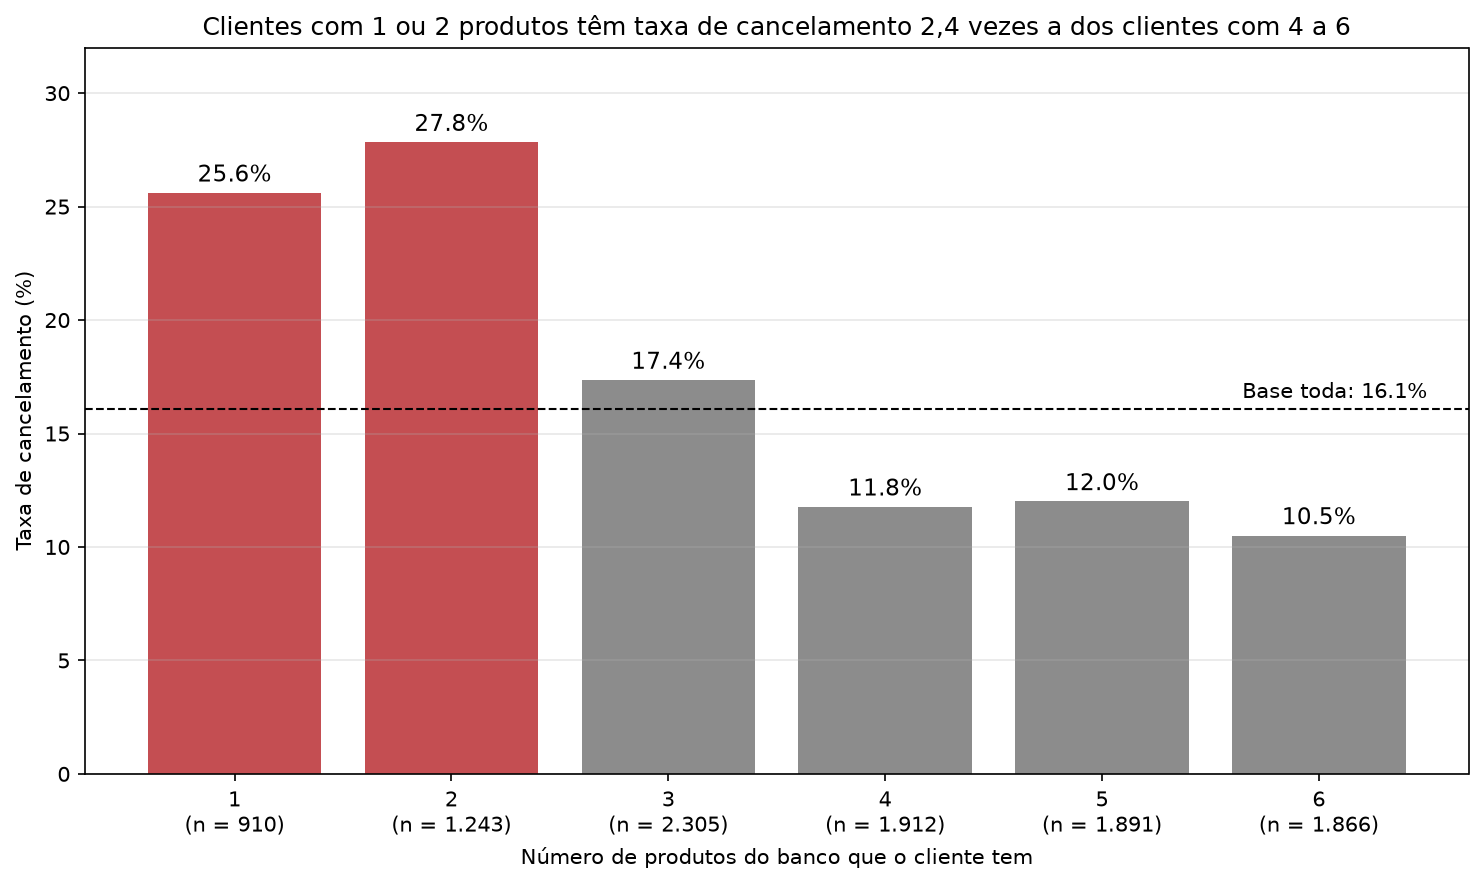 Clientes com 1 ou 2 produtos têm taxa de cancelamento 2,4 vezes a dos clientes com 4 a 6
Taxa de cancelamento (%)
30
25
20
15
10
5
0
25.6%
27.8%
17.4%
11.8%
12.0%
10.5%
Base toda: 16.1%
1
(n = 910)
2
(n = 1.243)
3
(n = 2.305)
4
(n = 1.912)
5
(n = 1.891)
6
(n = 1.866)
Número de produtos do banco que o cliente tem